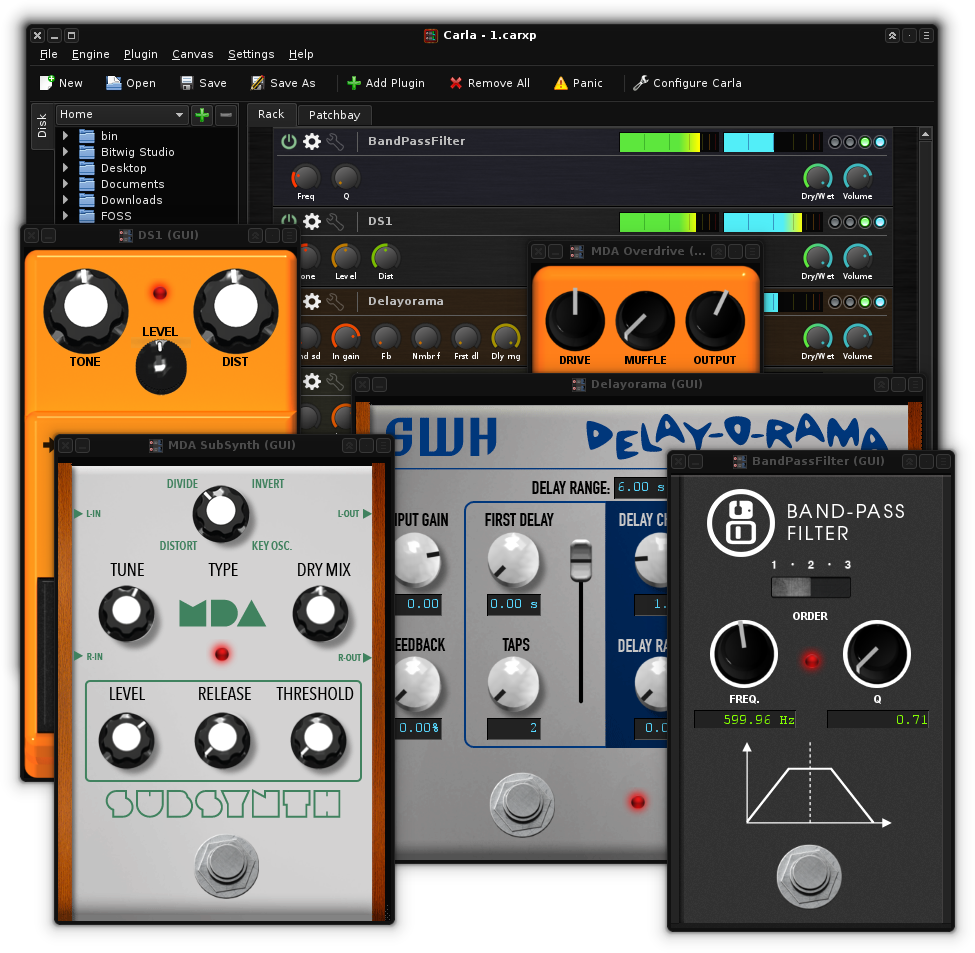 Carla - 1.carxp
File Engine Plugin Canvas Settings Help
New Open Save Save As Add Plugin Remove All Panic Configure Carla
Disk
Home
Rack Patchbay
bin
Bitwig Studio
Desktop
Documents
Downloads
FOSS
BandPassFilter
Freq Q Dry/Wet Volume
DS1
one Level Dist Dry/Wet Volume
Delayorama
nd sd In gain Fb Nmbr f Frst dl Dly mg Dry/Wet Volume
DS1 (GUI)
LEVEL
TONE DIST
MDA Overdrive (...
DRIVE MUFFLE OUTPUT
Delayorama (GUI)
GWH DELAY-O-RAMA
DELAY RANGE: 6.00 s
NPUT GAIN FIRST DELAY DELAY C
0.00 0.00 s 1.
EEDBACK TAPS DELAY RA
0.00% 2 0.0
MDA SubSynth (GUI)
DIVIDE INVERT
L-IN L-OUT
DISTORT KEY OSC.
TUNE TYPE DRY MIX
MDA
R-IN R-OUT
LEVEL RELEASE THRESHOLD
SUBSYNTH
BandPassFilter (GUI)
BAND-PASS
FILTER
1 · 2 · 3
ORDER
FREQ. Q
599.96 Hz 0.71